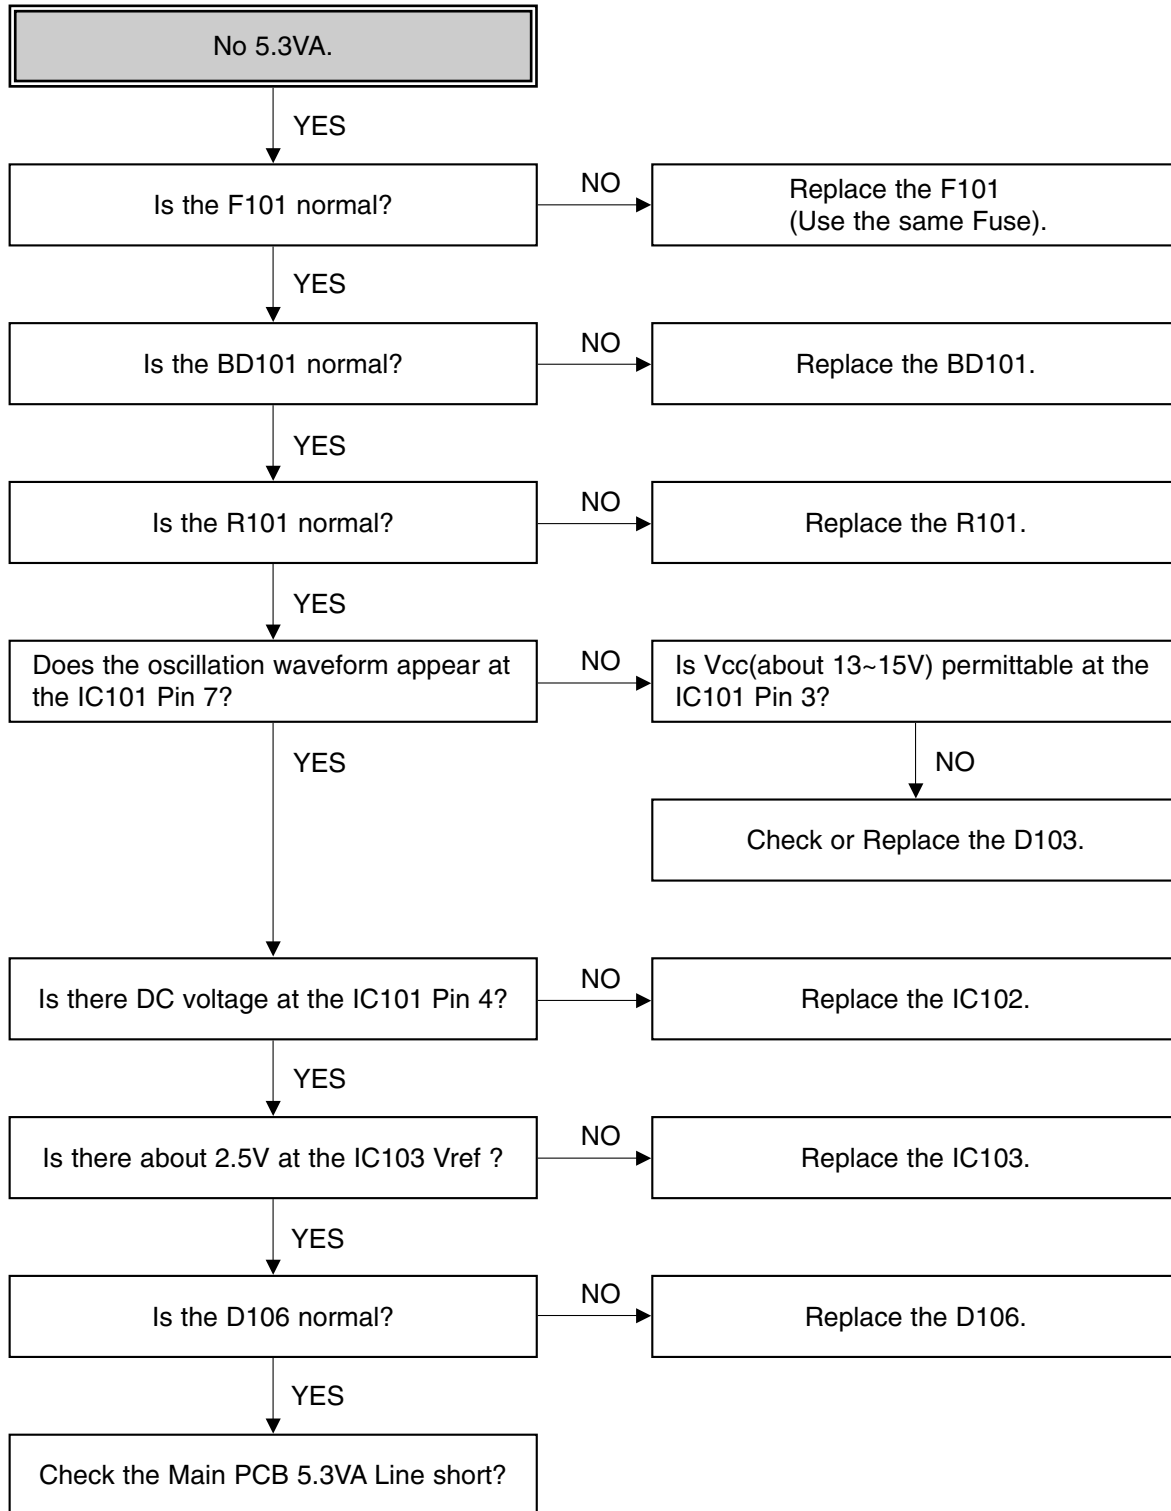 No 5.3VA.
YES
Is the F101 normal?
NO
Replace the F101
(Use the same Fuse).
YES
Is the BD101 normal?
NO
Replace the BD101.
YES
Is the R101 normal?
NO
Replace the R101.
YES
Does the oscillation waveform appear at
the IC101 Pin 7?
NO
Is Vcc(about 13~15V) permittable at the
IC101 Pin 3?
YES
NO
Check or Replace the D103.
Is there DC voltage at the IC101 Pin 4?
NO
Replace the IC102.
YES
Is there about 2.5V at the IC103 Vref ?
NO
Replace the IC103.
YES
Is the D106 normal?
NO
Replace the D106.
YES
Check the Main PCB 5.3VA Line short?